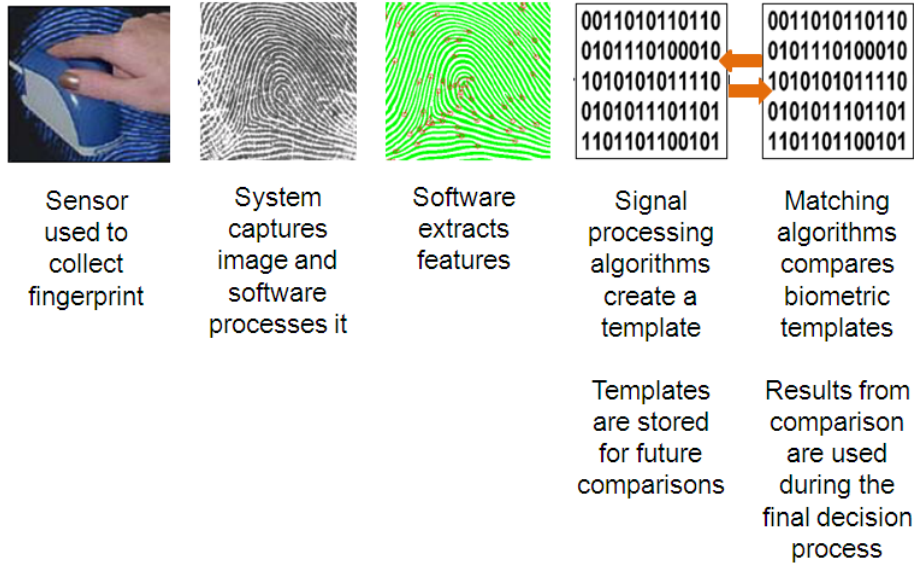 0011010110110
0101110100010
1010101011110
0101011101101
1101101100101
0011010110110
0101110100010
1010101011110
0101011101101
1101101100101
Sensor
used to
collect
fingerprint
System
captures
image and
software
processes it
Software
extracts
features
Signal
processing
algorithms
create a
template
Templates
are stored
for future
comparisons
Matching
algorithms
compares
biometric
templates
Results from
comparison
are used
during the
final decision
process